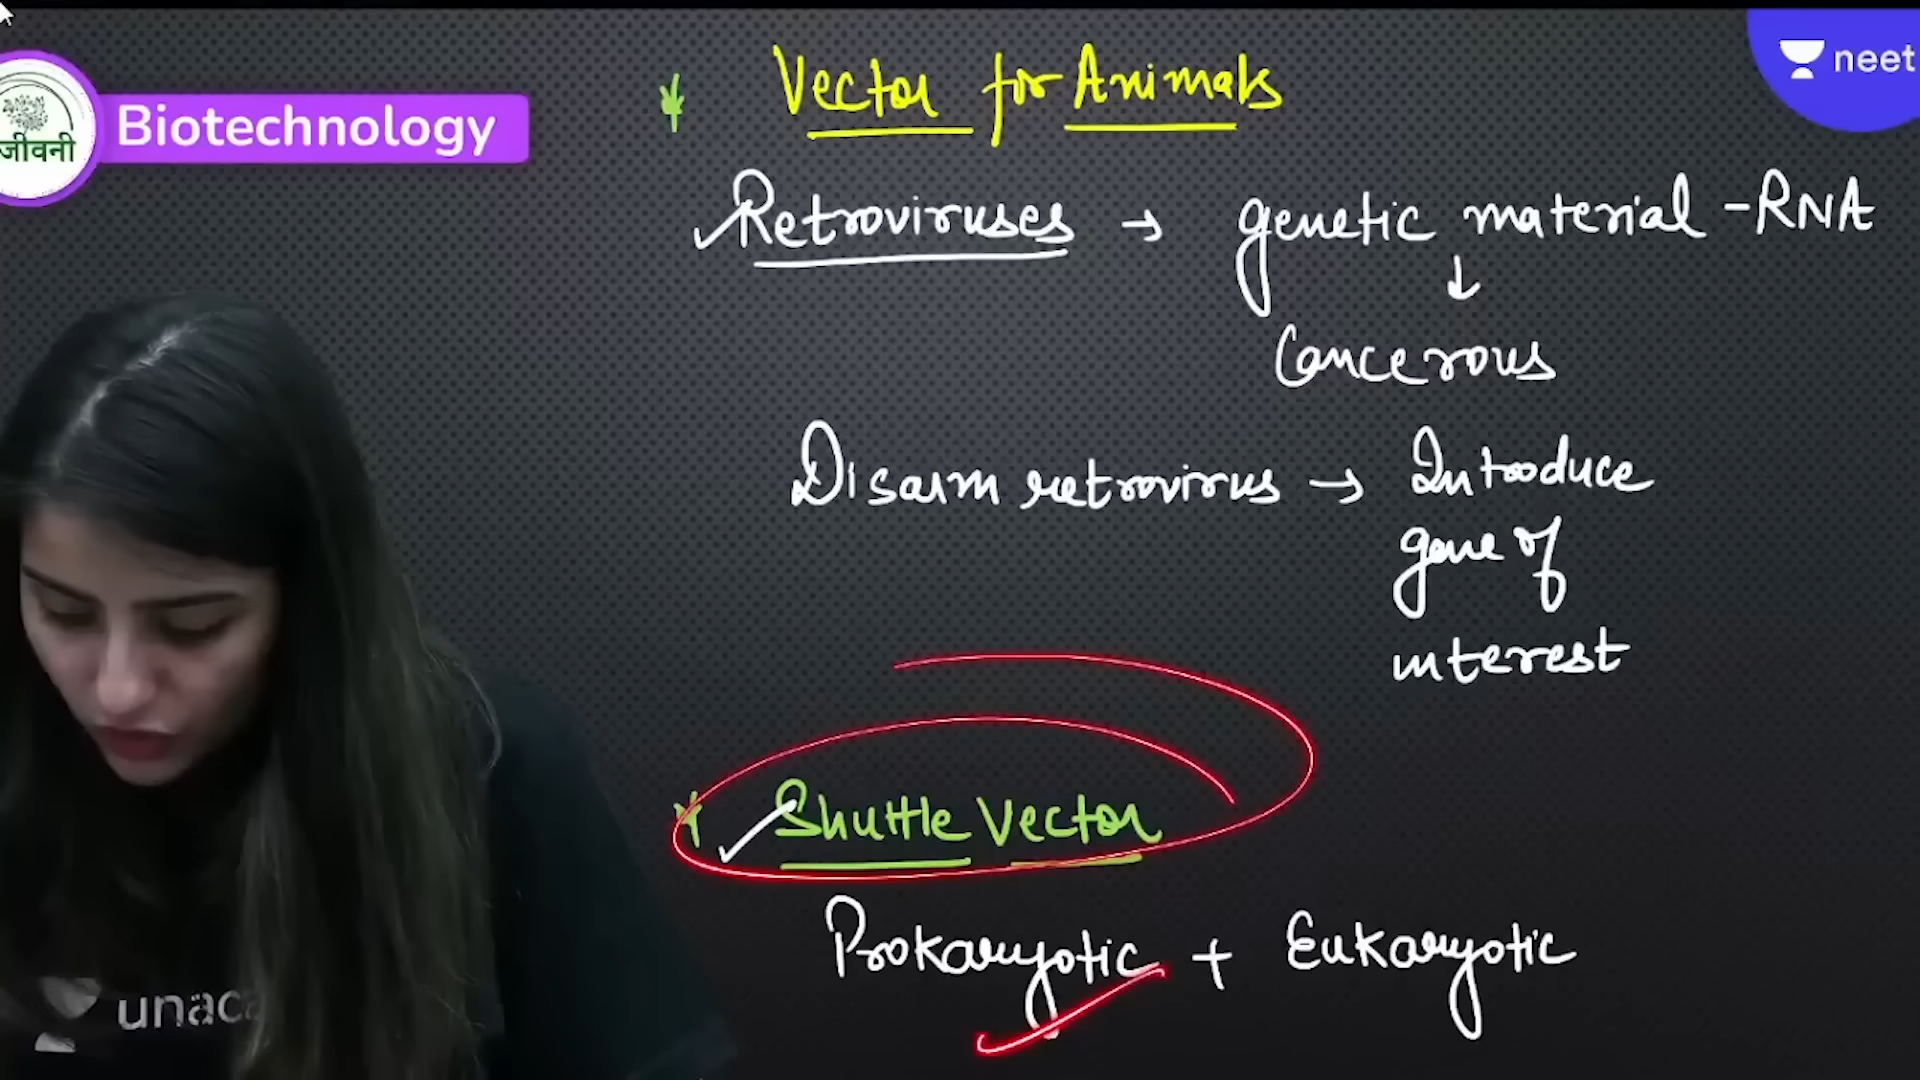 Vector for Animals
neet
Biotechnology
जीवनी
Retroviruses → genetic material - RNA
↓
Cancerous
Disarm retrovirus → Introduce
gene of
interest
Shuttle Vector
Prokaryotic + Eukaryotic
unaca